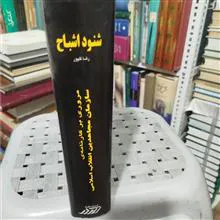 شنود اشباح
رضا گلپور
مروری بر کارنامه‌ی
سازمان مجاهدین انقلاب اسلامی